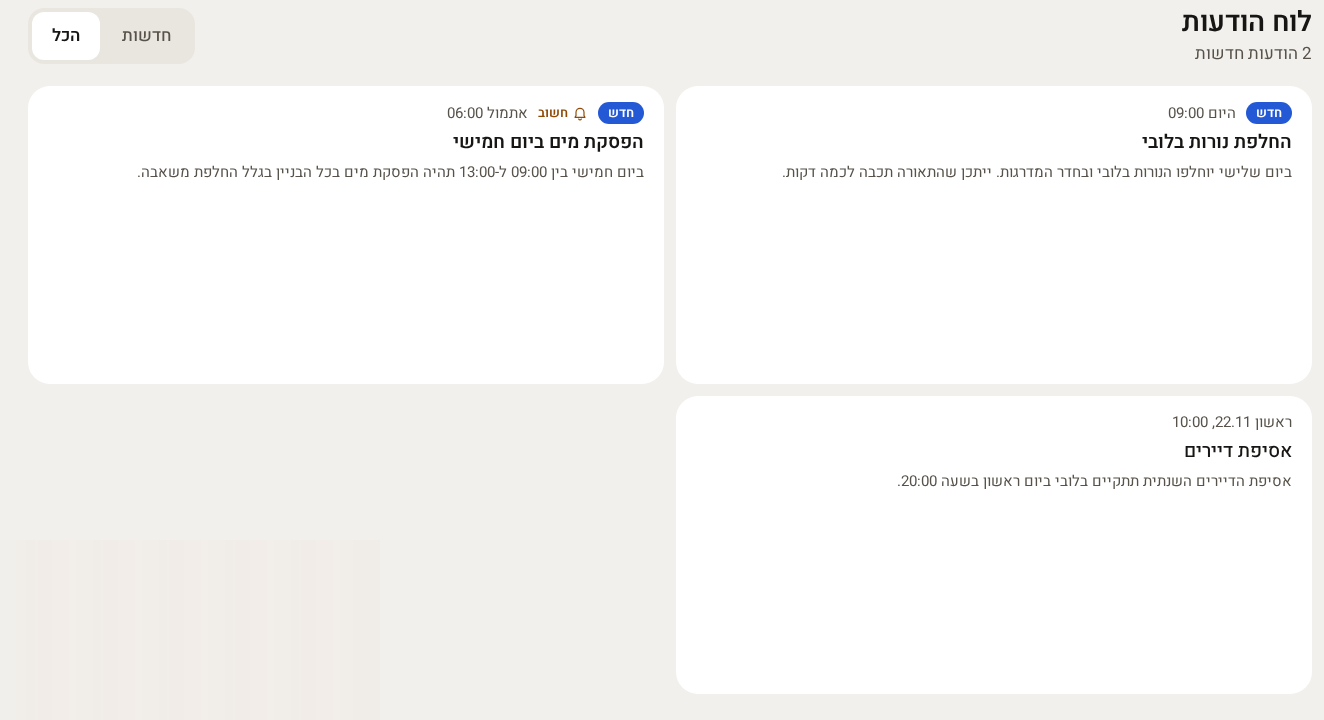 לוח הודעות
2 הודעות חדשות
חדשות
הכל
חדש היום 09:00
החלפת נורות בלובי
ביום שלישי יוחלפו הנורות בלובי ובחדר המדרגות. ייתכן שהתאורה תכבה לכמה דקות.
חדש חשוב אתמול 06:00
הפסקת מים ביום חמישי
ביום חמישי בין 09:00 ל-13:00 תהיה הפסקת מים בכל הבניין בגלל החלפת משאבה.
ראשון 22.11, 10:00
אסיפת דיירים
אסיפת הדיירים השנתית תתקיים בלובי ביום ראשון בשעה 20:00.